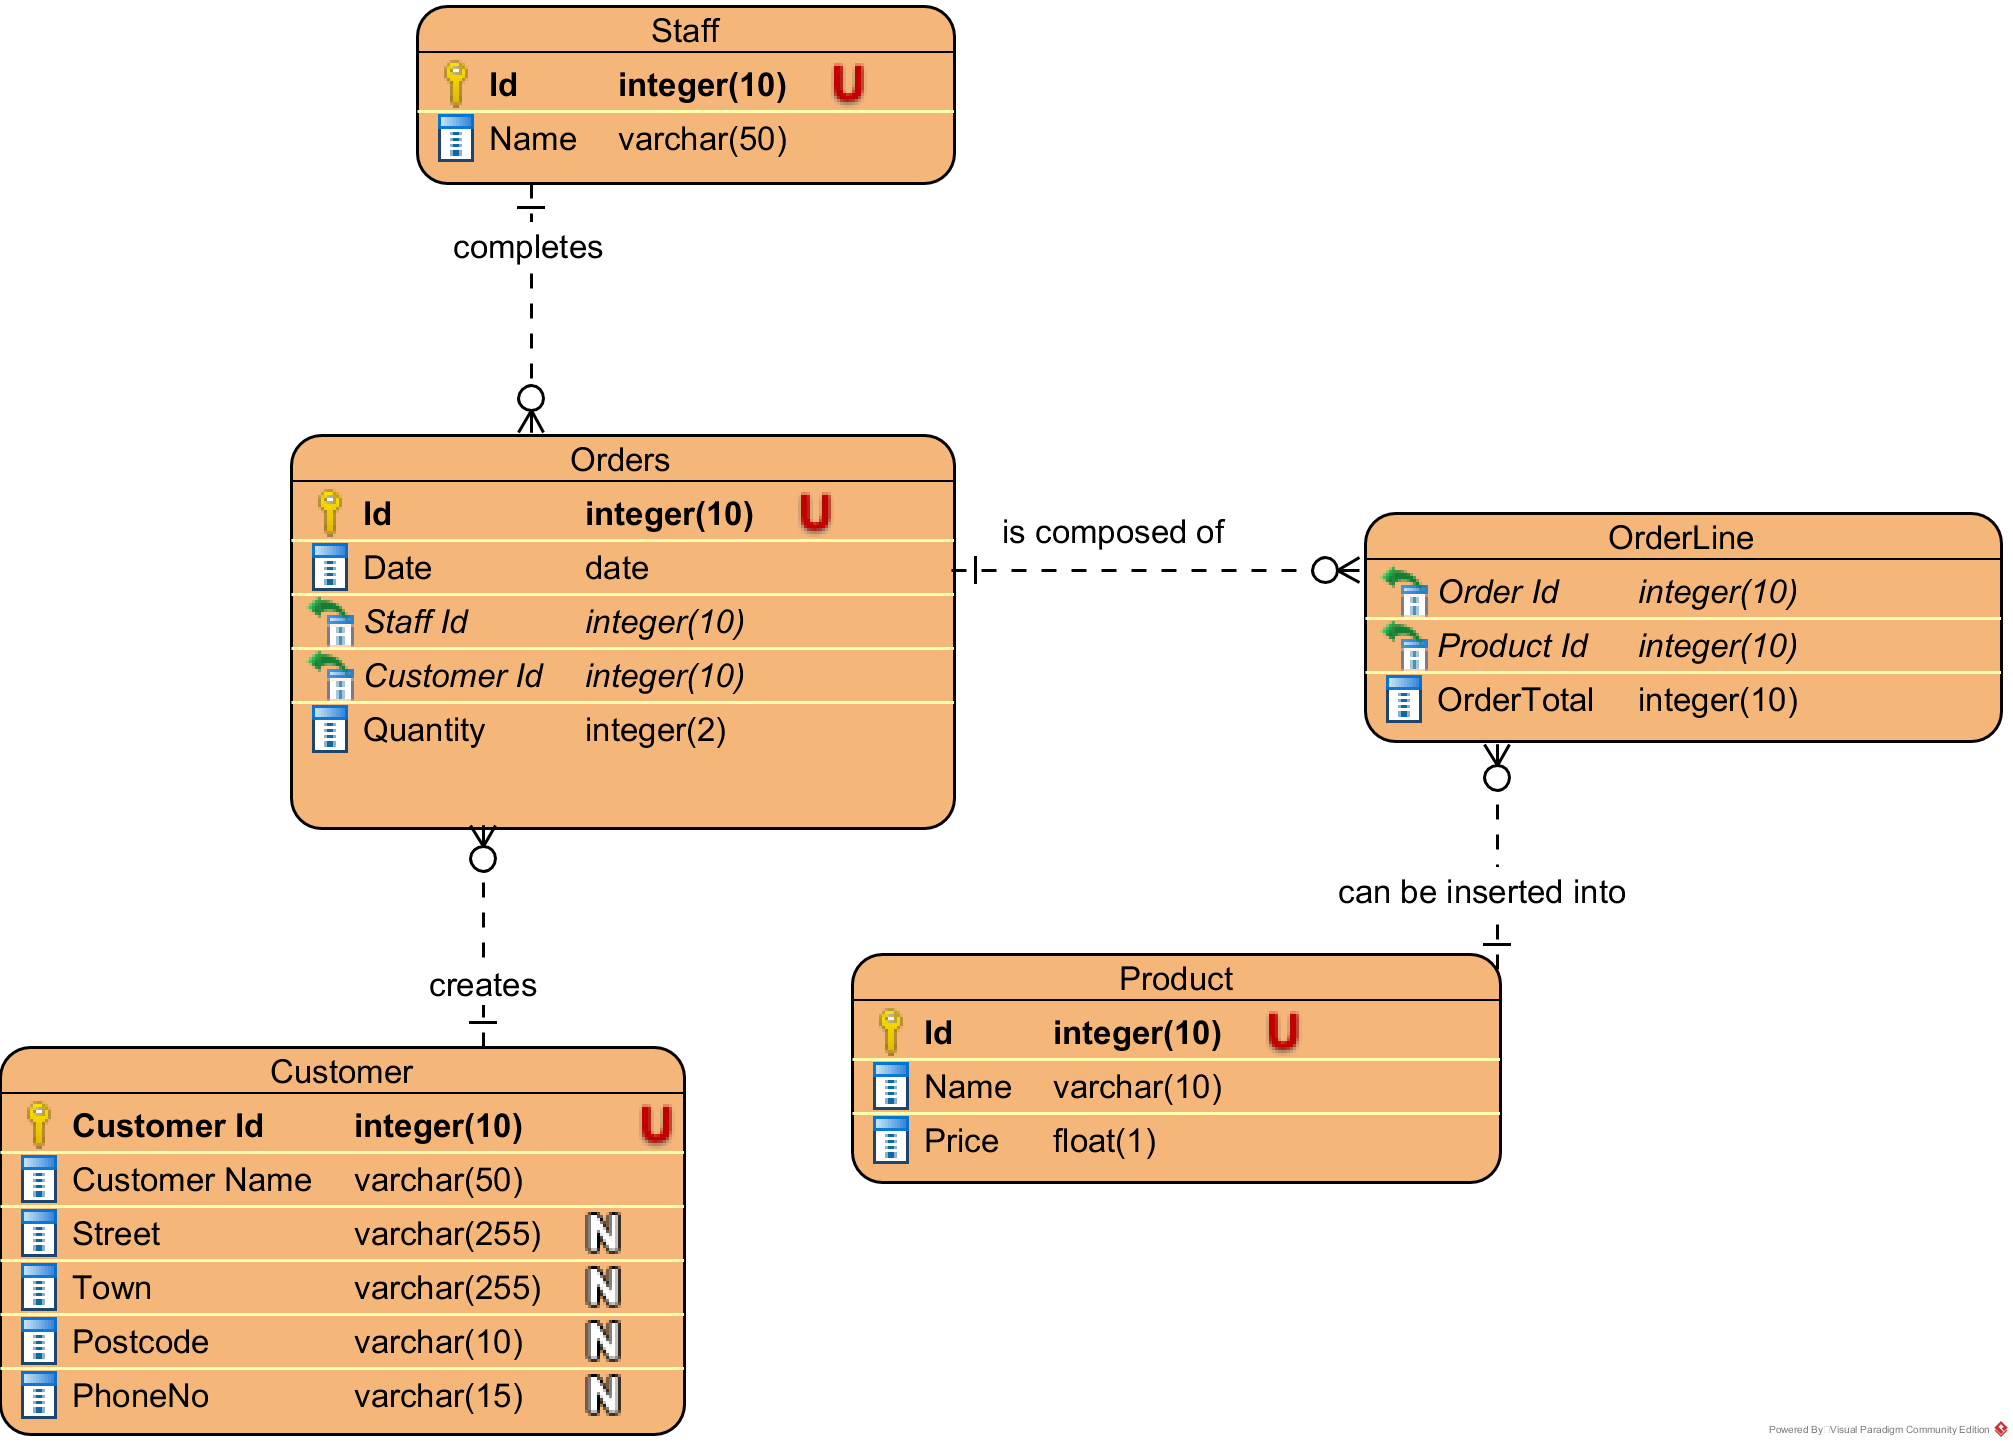 Staff
Id integer(10) U
Name varchar(50)
completes
Orders
Id integer(10) U
Date date
Staff Id integer(10)
Customer Id integer(10)
Quantity integer(2)
is composed of
OrderLine
Order Id integer(10)
Product Id integer(10)
OrderTotal integer(10)
can be inserted into
creates
Product
Id integer(10) U
Name varchar(10)
Price float(1)
Customer
Customer Id integer(10) U
Customer Name varchar(50)
Street varchar(255) N
Town varchar(255) N
Postcode varchar(10) N
PhoneNo varchar(15) N
Powered By Visual Paradigm Community Edition